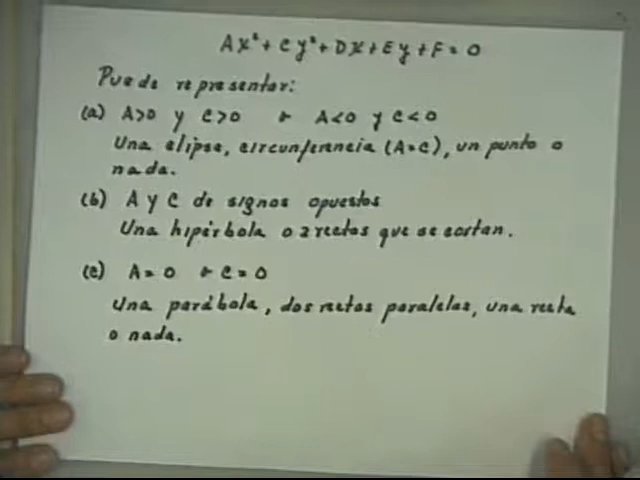 Ax² + Cy² + Dx + Ey + F = 0
Puede representar:
(a) A>0 y C>0 o A<0 y C<0
Una elipse, circunferencia (A=C), un punto o
nada.
(b) A y C de signos opuestos
Una hipérbola o 2 rectas que se cortan.
(c) A=0 o C=0
Una parábola, dos rectas paralelas, una recta
o nada.